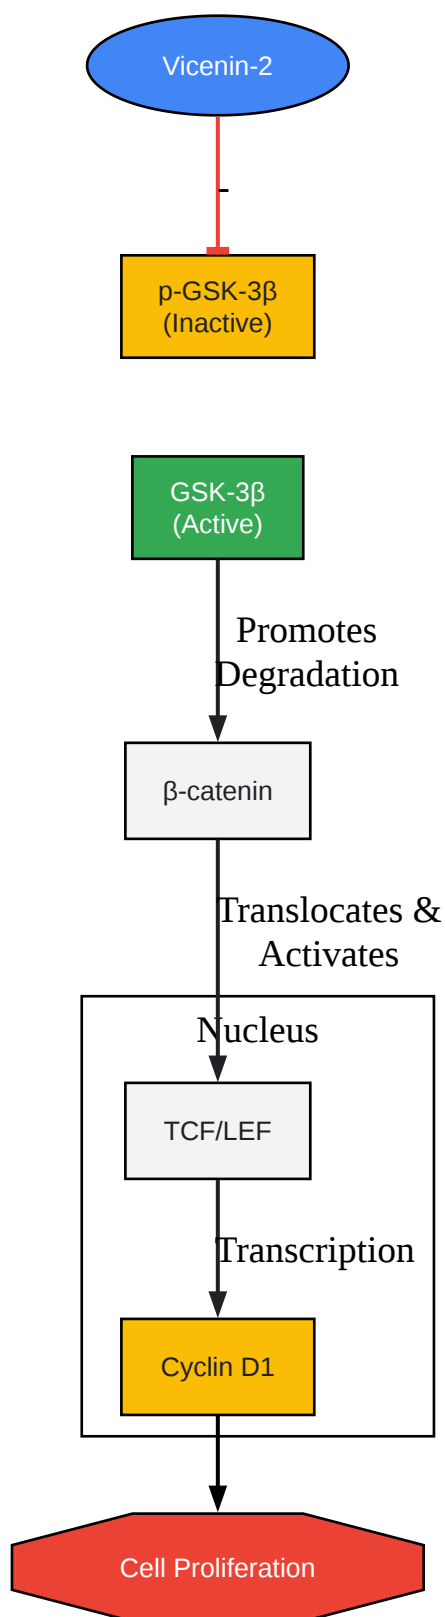 Vicenin-2
-
p-GSK-3β
(Inactive)
GSK-3β
(Active)
Promotes
Degradation
β-catenin
Translocates &
Activates
Nucleus
TCF/LEF
Transcription
Cyclin D1
Cell Proliferation